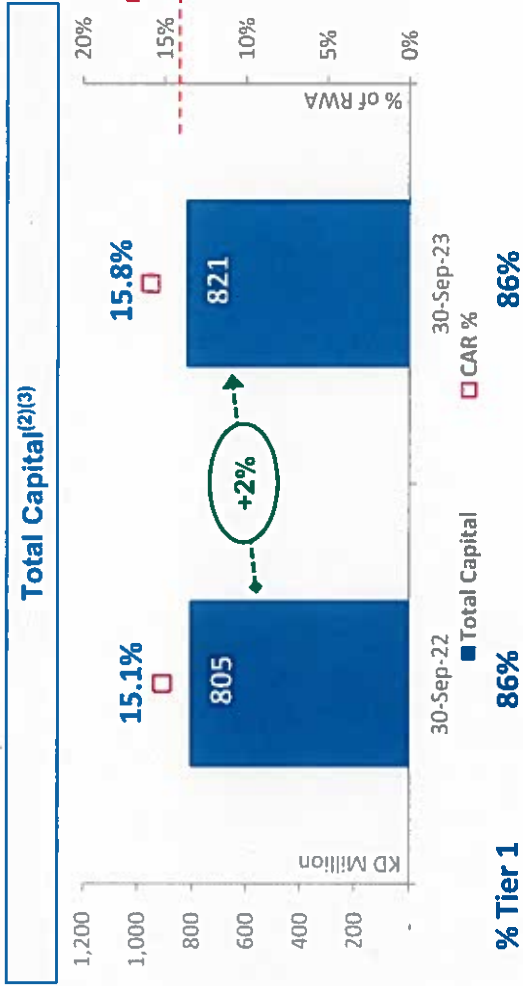 Total Capital(2)(3)
1,200
1,000
800
600
400
200
-
KD Million
15.1%
805
+2%
15.8%
821
20%
15%
10%
5%
0%
% of RWA
30-Sep-22
30-Sep-23
Total Capital
CAR %
% Tier 1
86%
86%